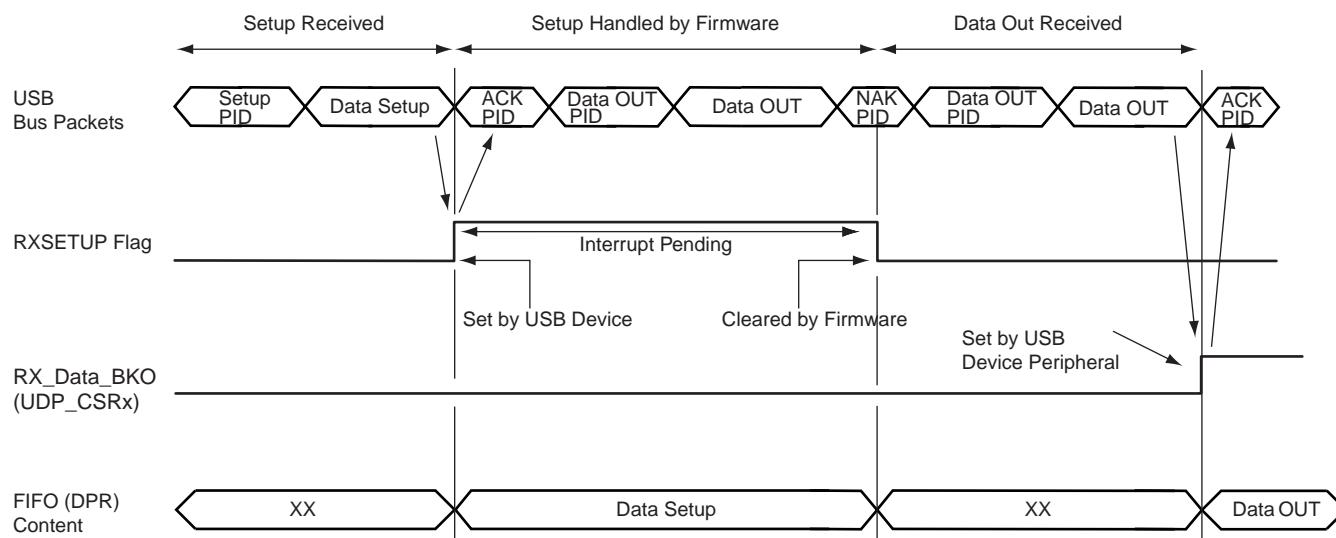 Setup Received
Setup Handled by Firmware
Data Out Received
USB
Bus Packets
Setup
PID
Data Setup
ACK
PID
Data OUT
PID
Data OUT
NAK
PID
Data OUT
PID
Data OUT
ACK
PID
RXSETUP Flag
Interrupt Pending
Set by USB Device
Cleared by Firmware
Set by USB
Device Peripheral
RX_Data_BKO
(UDP_CSRx)
FIFO (DPR)
Content
XX
Data Setup
XX
Data OUT